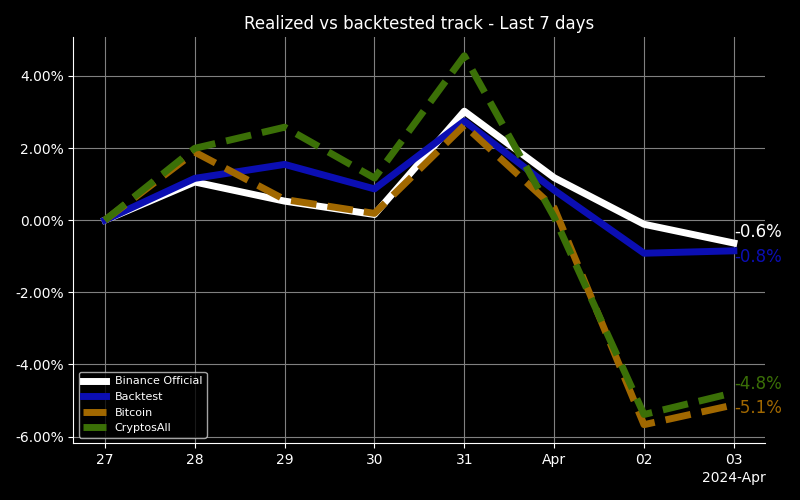 Realized vs backtested track - Last 7 days
4.00%
2.00%
0.00%
-2.00%
-4.00%
-6.00%
-0.6%
-0.8%
-4.8%
-5.1%
Binance Official
Backtest
Bitcoin
CryptosAll
27 28 29 30 31 Apr 02 03
2024-Apr